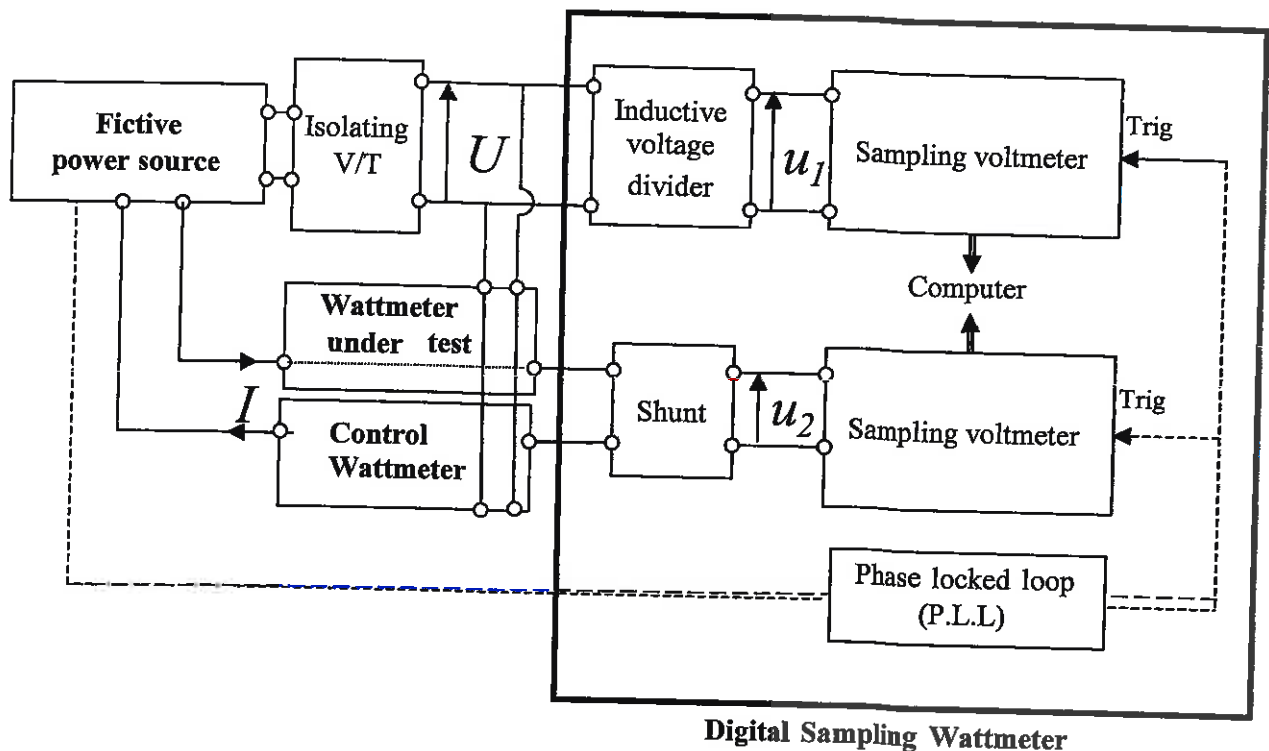 Fictive
power source
Isolating
V/T
U
Inductive
voltage
divider
u1
Sampling voltmeter
Trig
Computer
Wattmeter
under test
I
Control
Wattmeter
Shunt
u2
Sampling voltmeter
Trig
Phase locked loop
(P.L.L)
Digital Sampling Wattmeter